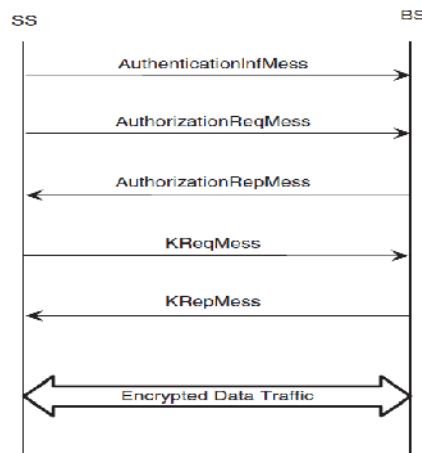 SS
BS
AuthenticationInfMess
AuthorizationReqMess
AuthorizationRepMess
KReqMess
KRepMess
Encrypted Data Traffic